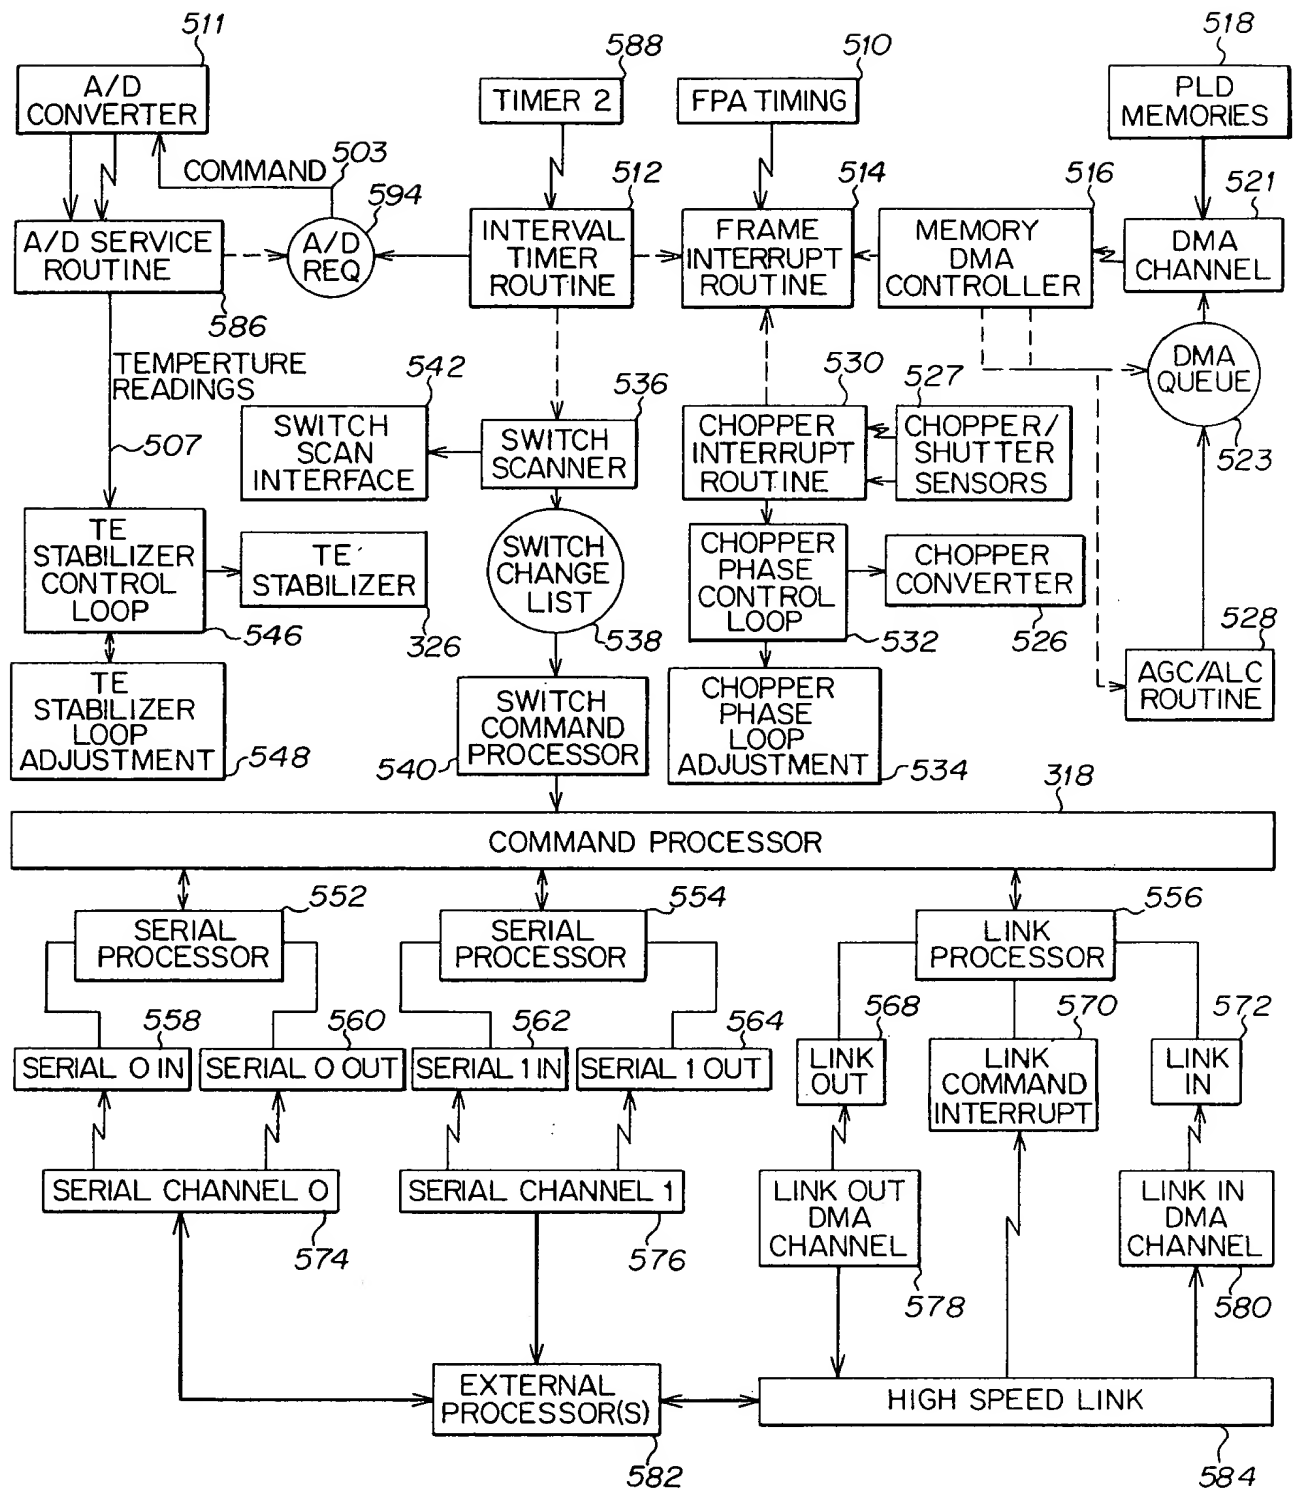 511
A/D
CONVERTER
588
TIMER 2
510
FPA TIMING
518
PLD
MEMORIES
COMMAND
503
594
A/D SERVICE
ROUTINE
586
A/D
REQ
512
INTERVAL
TIMER
ROUTINE
514
FRAME
INTERRUPT
ROUTINE
516
MEMORY
DMA
CONTROLLER
521
DMA
CHANNEL
TEMPERTURE
READINGS
507
542
SWITCH
SCAN
INTERFACE
536
SWITCH
SCANNER
530
CHOPPER
INTERRUPT
ROUTINE
527
CHOPPER/
SHUTTER
SENSORS
DMA
QUEUE
523
TE
STABILIZER
CONTROL
LOOP
546
TE
STABILIZER
326
SWITCH
CHANGE
LIST
538
CHOPPER
PHASE
CONTROL
LOOP
532
CHOPPER
CONVERTER
526
528
AGC/ALC
ROUTINE
TE
STABILIZER
LOOP
ADJUSTMENT
548
SWITCH
COMMAND
PROCESSOR
540
CHOPPER
PHASE
LOOP
ADJUSTMENT
534
318
COMMAND PROCESSOR
552
SERIAL
PROCESSOR
554
SERIAL
PROCESSOR
556
LINK
PROCESSOR
558
SERIAL 0 IN
560
SERIAL 0 OUT
562
SERIAL 1 IN
564
SERIAL 1 OUT
568
LINK
OUT
570
LINK
COMMAND
INTERRUPT
572
LINK
IN
SERIAL CHANNEL 0
574
SERIAL CHANNEL 1
576
LINK OUT
DMA
CHANNEL
578
LINK IN
DMA
CHANNEL
580
EXTERNAL
PROCESSOR(S)
582
HIGH SPEED LINK
584